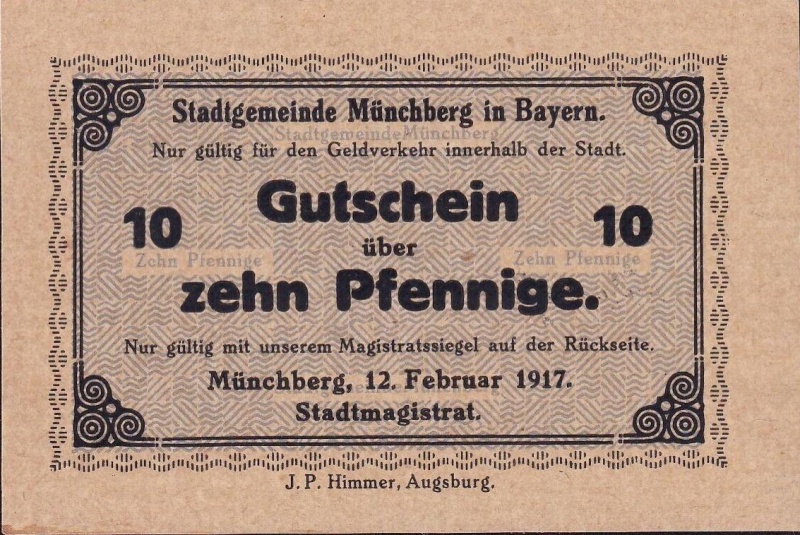 Stadtgemeinde Münchberg in Bayern.
Stadtgemeinde Münchberg
Nur gültig für den Geldverkehr innerhalb der Stadt.
10 Gutschein 10
über
Zehn Pfennige Zehn Pfennige
zehn Pfennige.
Nur gültig mit unserem Magistratssiegel auf der Rückseite.
Münchberg, 12. Februar 1917.
Stadtmagistrat.
J. P. Himmer, Augsburg.